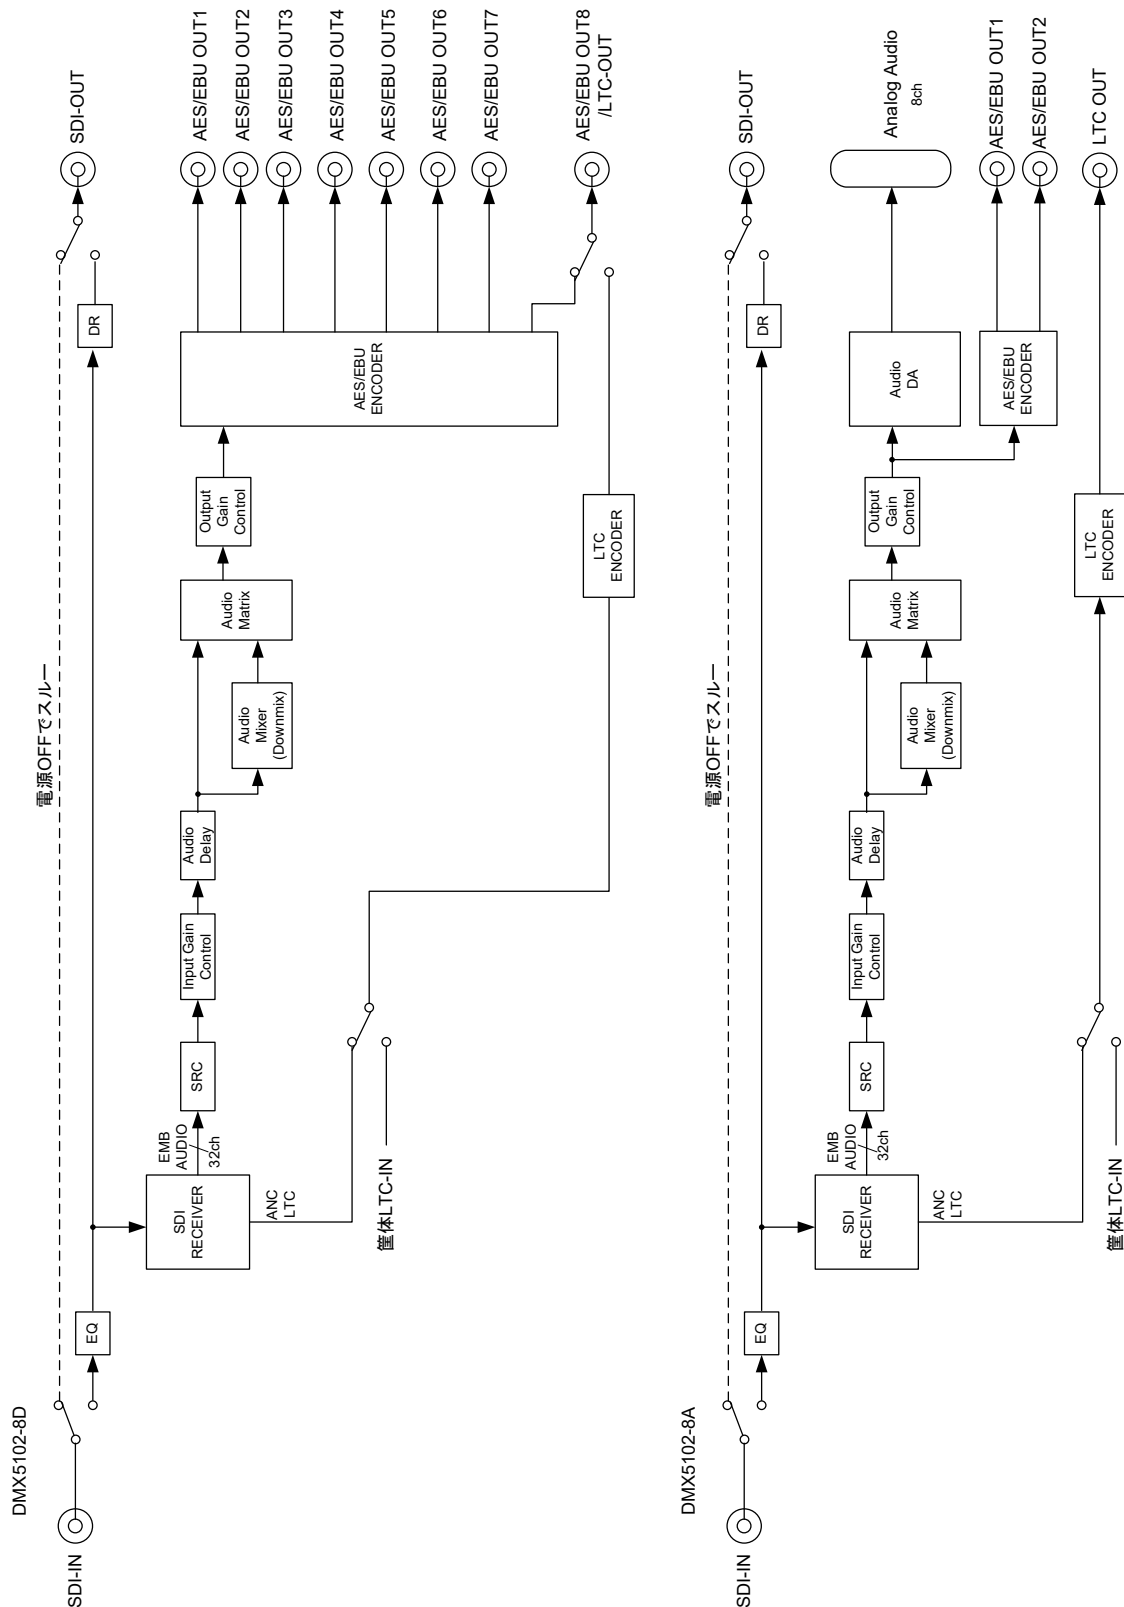 DMX5102-8D
SDI-IN
EQ
電源OFFでスルー
DR
SDI-OUT
SDI
RECEIVER
EMB
AUDIO
32ch
ANC
LTC
筐体LTC-IN
SRC
Input Gain
Control
Audio
Delay
Audio
Mixer
(Downmix)
Audio
Matrix
Output
Gain
Control
AES/EBU
ENCODER
LTC
ENCODER
AES/EBU OUT1
AES/EBU OUT2
AES/EBU OUT3
AES/EBU OUT4
AES/EBU OUT5
AES/EBU OUT6
AES/EBU OUT7
AES/EBU OUT8
/LTC-OUT
DMX5102-8A
SDI-IN
EQ
電源OFFでスルー
DR
SDI-OUT
SDI
RECEIVER
EMB
AUDIO
32ch
ANC
LTC
筐体LTC-IN
SRC
Input Gain
Control
Audio
Delay
Audio
Mixer
(Downmix)
Audio
Matrix
Output
Gain
Control
Audio
DA
AES/EBU
ENCODER
LTC
ENCODER
Analog Audio
8ch
AES/EBU OUT1
AES/EBU OUT2
LTC OUT